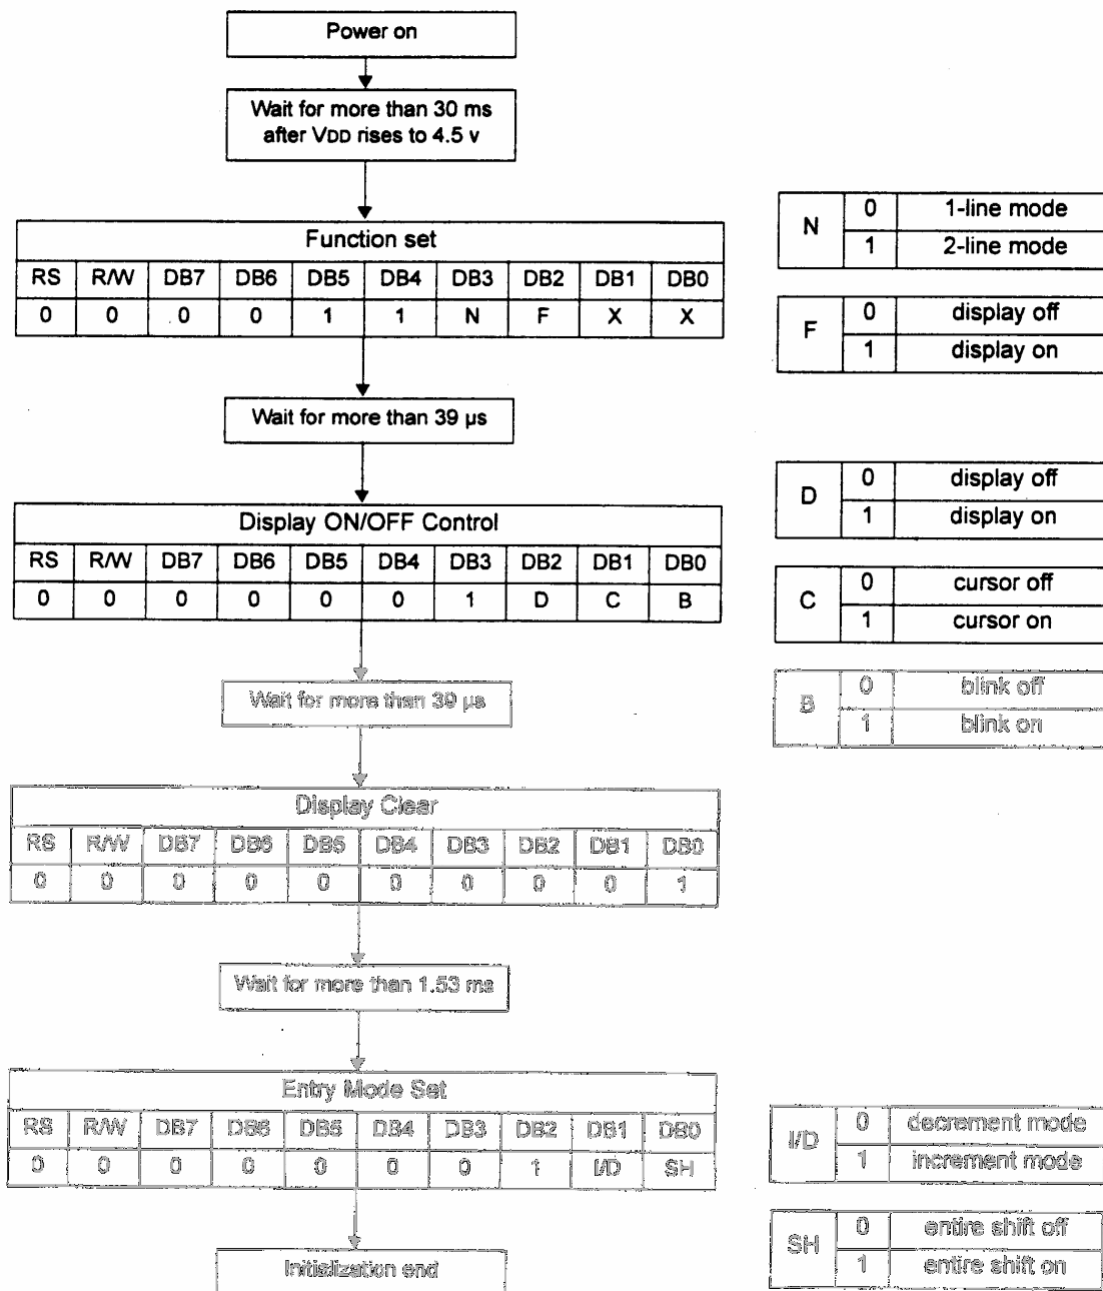 Power on
Wait for more than 30 ms
after VDD rises to 4.5 v
Function set
RS R/W DB7 DB6 DB5 DB4 DB3 DB2 DB1 DB0
0 0 0 0 1 1 N F X X
N 0 1-line mode
1 2-line mode
F 0 display off
1 display on
Wait for more than 39 µs
Display ON/OFF Control
RS R/W DB7 DB6 DB5 DB4 DB3 DB2 DB1 DB0
0 0 0 0 0 0 1 D C B
D 0 display off
1 display on
C 0 cursor off
1 cursor on
B 0 blink off
1 blink on
Wait for more than 39 µs
Display Clear
RS R/W DB7 DB6 DB5 DB4 DB3 DB2 DB1 DB0
0 0 0 0 0 0 0 0 0 1
Wait for more than 1.53 ms
Entry Mode Set
RS R/W DB7 DB6 DB5 DB4 DB3 DB2 DB1 DB0
0 0 0 0 0 0 0 1 I/D SH
I/D 0 decrement mode
1 increment mode
SH 0 entire shift off
1 entire shift on
Initialization end